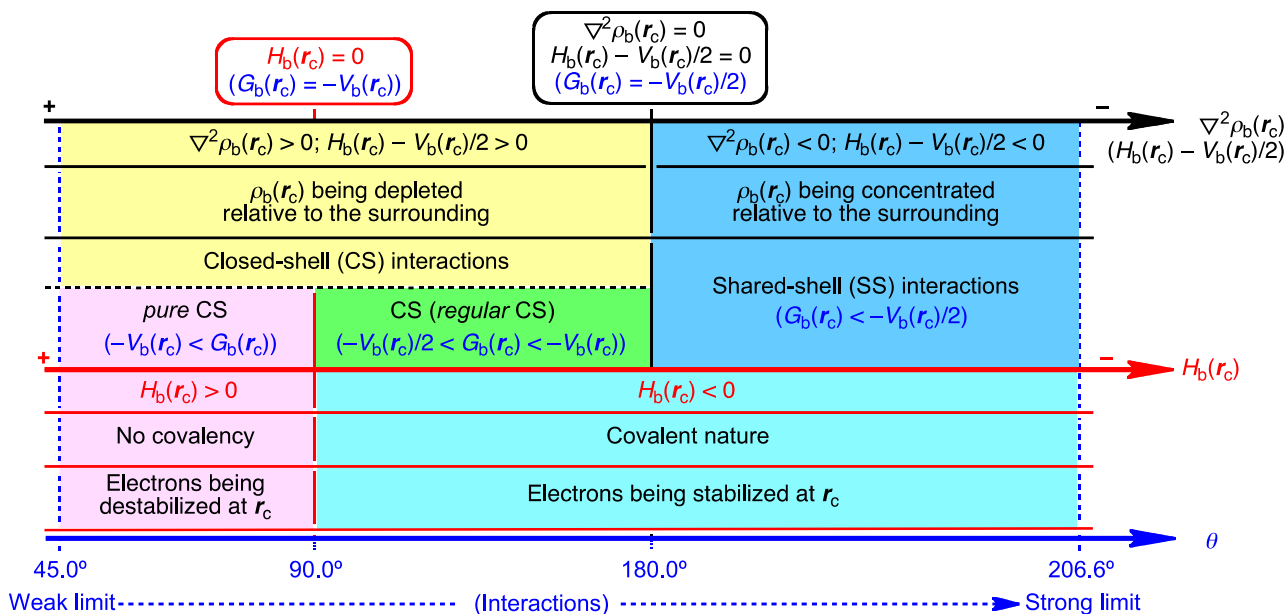 H_b(r_c) = 0
(G_b(r_c) = −V_b(r_c))
∇²ρ_b(r_c) = 0
H_b(r_c) − V_b(r_c)/2 = 0
(G_b(r_c) = −V_b(r_c)/2)
+
−
∇²ρ_b(r_c)
(H_b(r_c) − V_b(r_c)/2)
∇²ρ_b(r_c) > 0; H_b(r_c) − V_b(r_c)/2 > 0
∇²ρ_b(r_c) < 0; H_b(r_c) − V_b(r_c)/2 < 0
ρ_b(r_c) being depleted
relative to the surrounding
ρ_b(r_c) being concentrated
relative to the surrounding
Closed-shell (CS) interactions
Shared-shell (SS) interactions
(G_b(r_c) < −V_b(r_c)/2)
pure CS
(−V_b(r_c) < G_b(r_c))
CS (regular CS)
(−V_b(r_c)/2 < G_b(r_c) < −V_b(r_c))
+
−
H_b(r_c)
H_b(r_c) > 0
H_b(r_c) < 0
No covalency
Covalent nature
Electrons being
destabilized at r_c
Electrons being stabilized at r_c
θ
45.0º
90.0º
180.0º
206.6º
Weak limit
(Interactions)
Strong limit